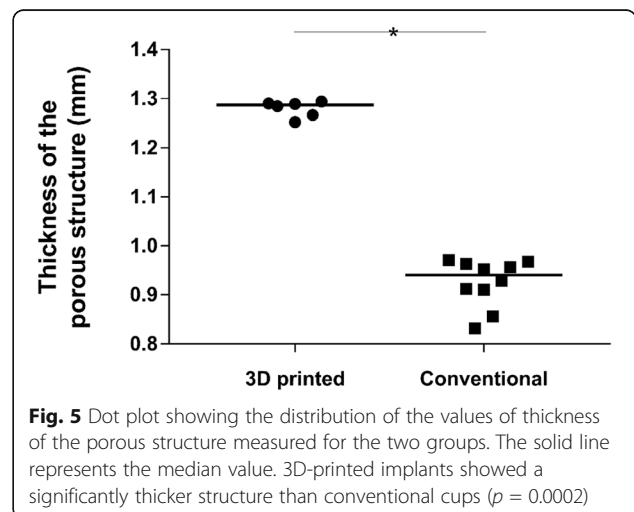 *
1.4
1.3
1.2
1.1
1.0
0.9
0.8
Thickness of the
porous structure (mm)
3D printed Conventional
Fig. 5 Dot plot showing the distribution of the values of thickness
of the porous structure measured for the two groups. The solid line
represents the median value. 3D-printed implants showed a
significantly thicker structure than conventional cups (p = 0.0002)